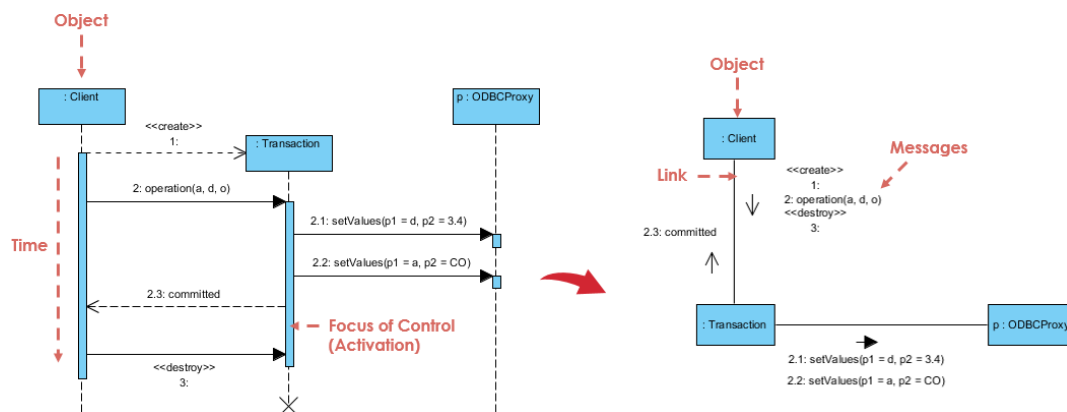 Object
: Client
p : ODBCProxy
<<create>>
1:
: Transaction
2: operation(a, d, o)
2.1: setValues(p1 = d, p2 = 3.4)
Time
2.2: setValues(p1 = a, p2 = CO)
2.3: committed
Focus of Control
(Activation)
<<destroy>>
3:
Object
: Client
Messages
Link
<<create>>
1:
2: operation(a, d, o)
<<destroy>>
3:
2.3: committed
: Transaction
p : ODBCProxy
2.1: setValues(p1 = d, p2 = 3.4)
2.2: setValues(p1 = a, p2 = CO)